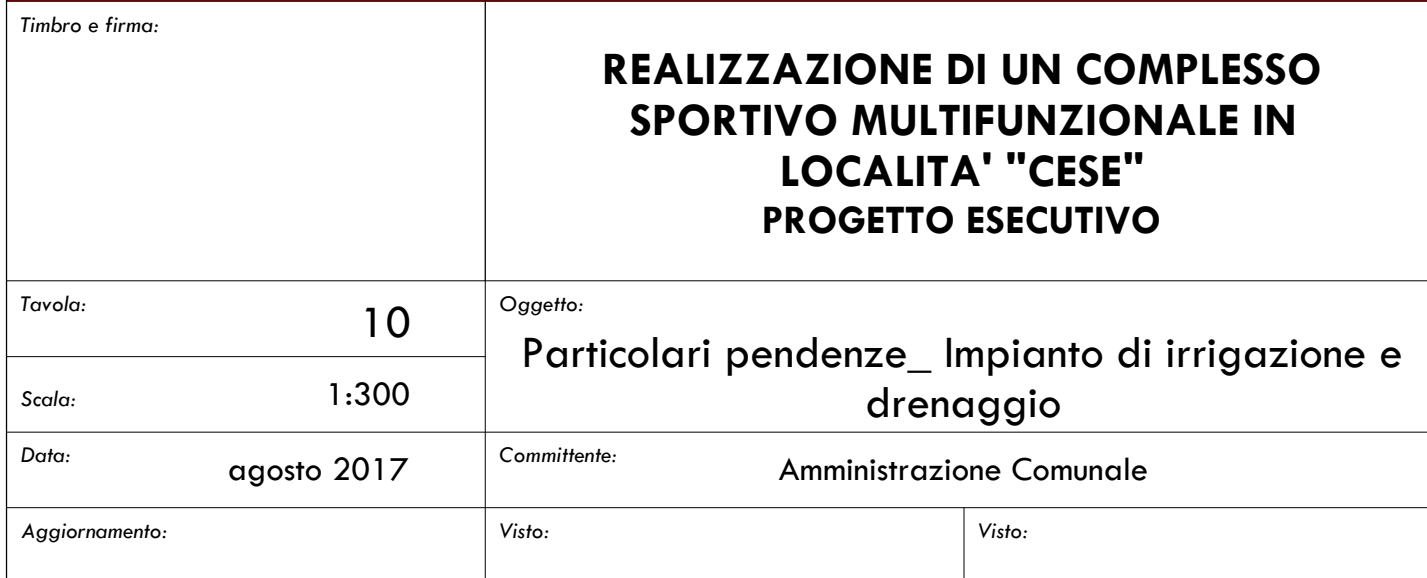 Timbro e firma:
REALIZZAZIONE DI UN COMPLESSO
SPORTIVO MULTIFUNZIONALE IN
LOCALITA' "CESE"
PROGETTO ESECUTIVO
Tavola:
10
Oggetto:
Particolari pendenze_ Impianto di irrigazione e
drenaggio
Scala:
1:300
Data:
agosto 2017
Committente:
Amministrazione Comunale
Aggiornamento:
Visto:
Visto: